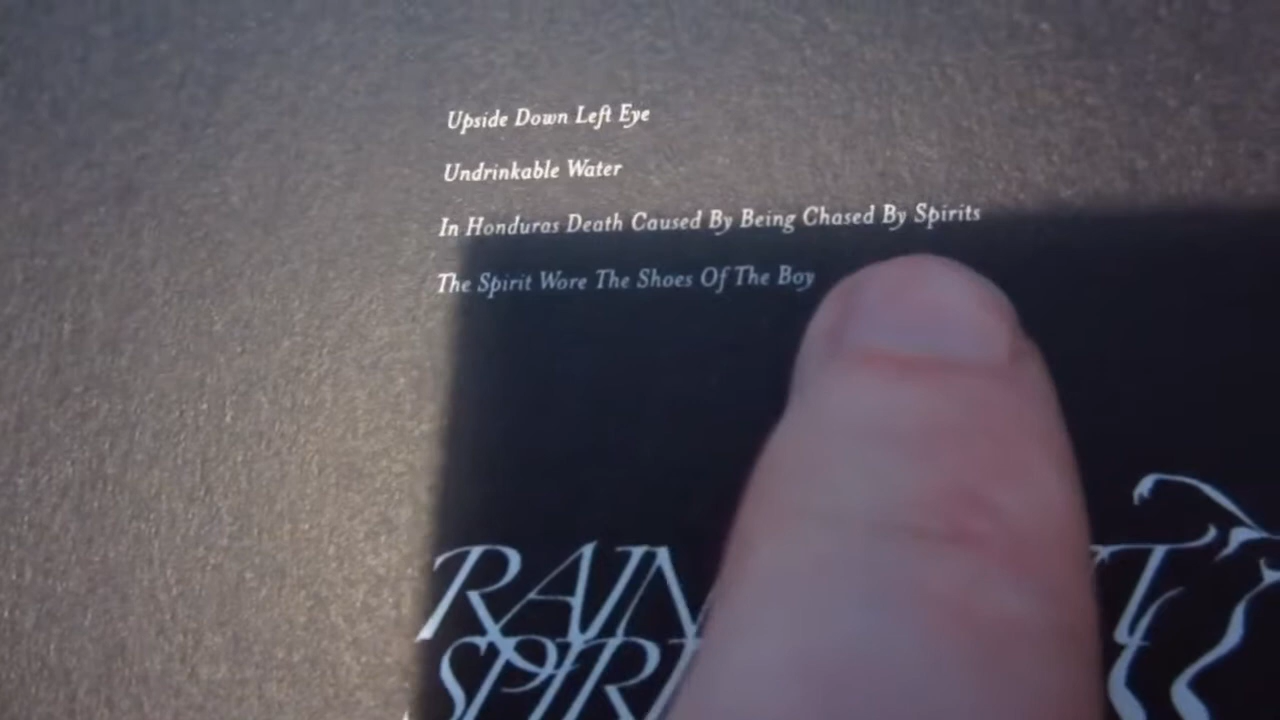 Upside Down Left Eye
Undrinkable Water
In Honduras Death Caused By Being Chased By Spirits
The Spirit Wore The Shoes Of The Boy